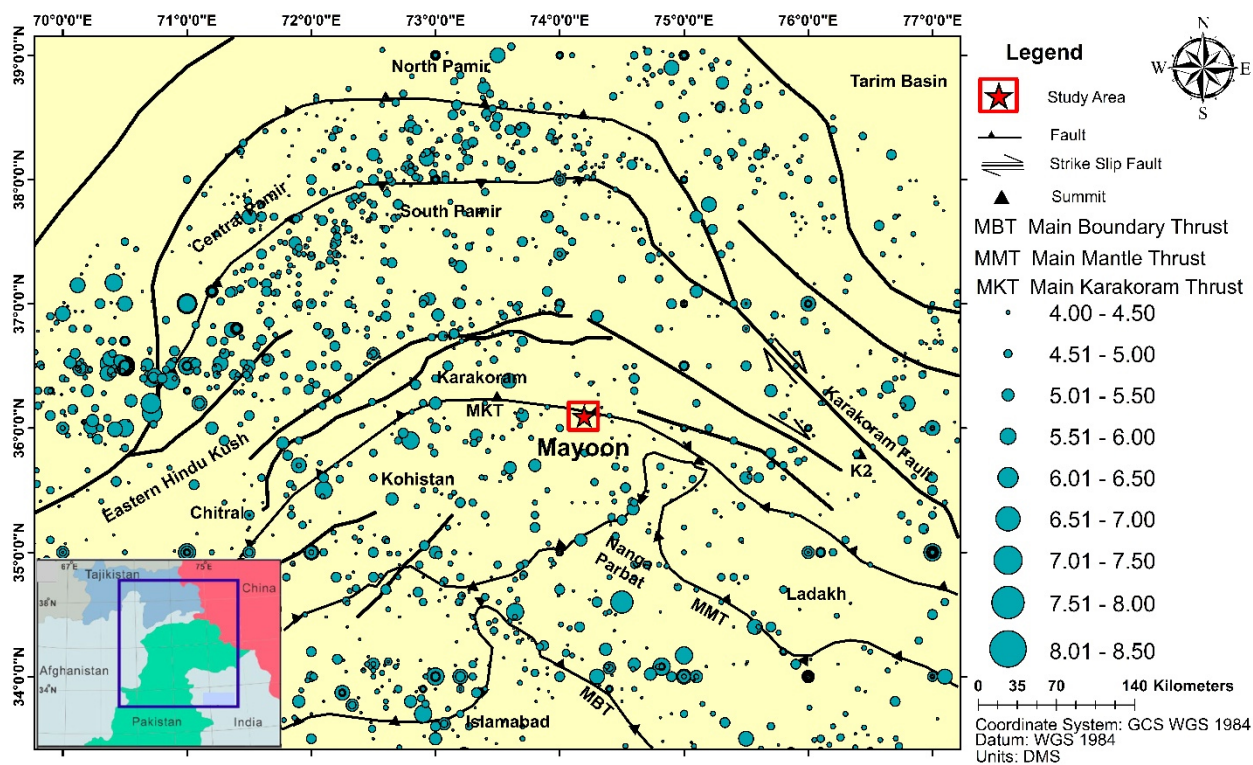 70°0'0"E 71°0'0"E 72°0'0"E 73°0'0"E 74°0'0"E 75°0'0"E 76°0'0"E 77°0'0"E
39°0'0"N
38°0'0"N
37°0'0"N
36°0'0"N
35°0'0"N
34°0'0"N
North Pamir
Tarim Basin
Central Pamir
South Pamir
Karakoram
MKT
Mayoon
Karakoram Fault
K2
Eastern Hindu Kush
Chitral
Kohistan
Nanga
Parbat
MMT
Ladakh
MBT
Islamabad
67°E 75°E
38°N
34°N
Tajikistan
China
Afghanistan
Pakistan
India
N
W E
S
Legend
Study Area
Fault
Strike Slip Fault
Summit
MBT Main Boundary Thrust
MMT Main Mantle Thrust
MKT Main Karakoram Thrust
4.00 - 4.50
4.51 - 5.00
5.01 - 5.50
5.51 - 6.00
6.01 - 6.50
6.51 - 7.00
7.01 - 7.50
7.51 - 8.00
8.01 - 8.50
0 35 70 140 Kilometers
Coordinate System: GCS WGS 1984
Datum: WGS 1984
Units: DMS